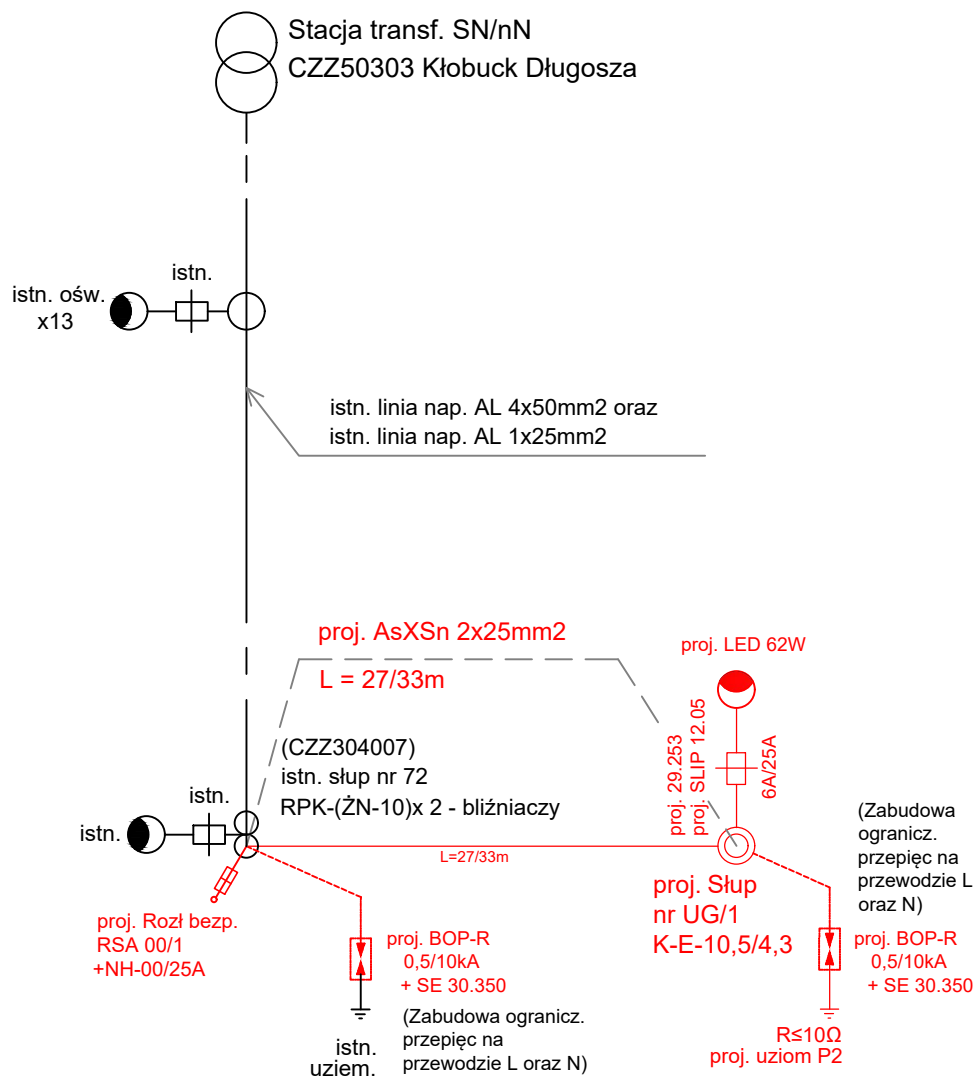 Stacja transf. SN/nN
CZZ50303 Kłobuck Długosza
istn.
istn. ośw.
x13
istn. linia nap. AL 4x50mm2 oraz
istn. linia nap. AL 1x25mm2
proj. AsXSn 2x25mm2
L = 27/33m
proj. LED 62W
proj. 29.253
proj. SLIP 12.05
6A/25A
(CZZ304007)
istn. słup nr 72
RPK-(ŻN-10)x 2 - bliźniaczy
istn.
istn.
L=27/33m
(Zabudowa
ogranicz.
przepięc na
przewodzie L
oraz N)
proj. Słup
nr UG/1
K-E-10,5/4,3
proj. Rozł bezp.
RSA 00/1
+NH-00/25A
proj. BOP-R
0,5/10kA
+ SE 30.350
proj. BOP-R
0,5/10kA
+ SE 30.350
istn.
uziem.
(Zabudowa ogranicz.
przepięc na
przewodzie L oraz N)
R≤10Ω
proj. uziom P2